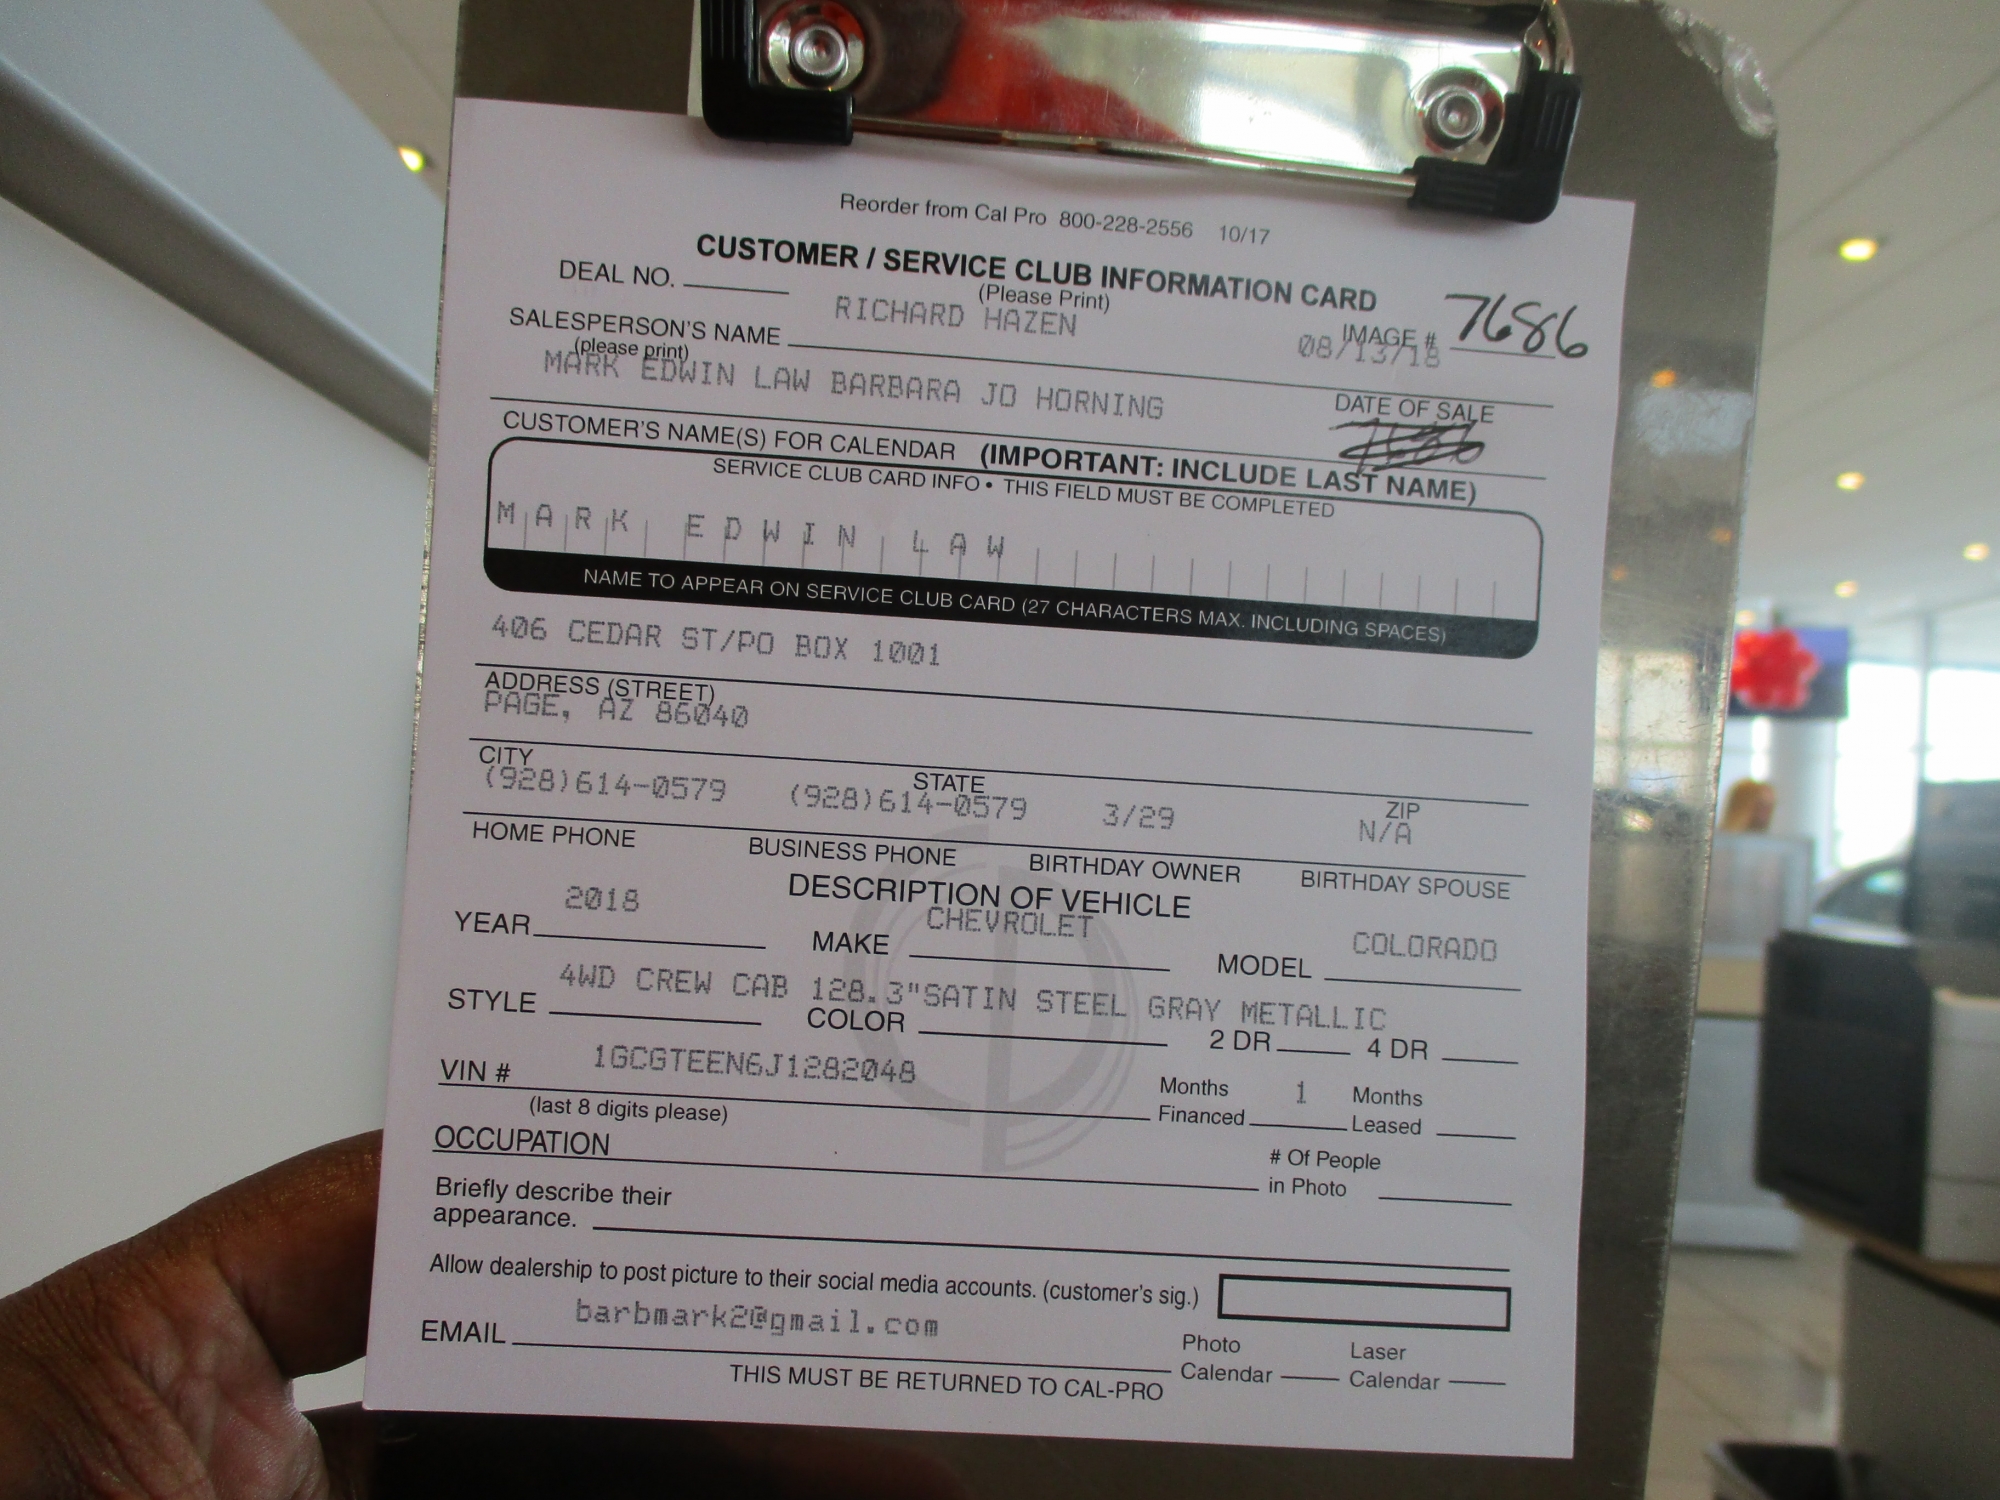 Reorder from Cal Pro 800-228-2556 10/17
CUSTOMER / SERVICE CLUB INFORMATION CARD
(Please Print)
DEAL NO.
IMAGE # 7686
SALESPERSON'S NAME RICHARD HAZEN
08/13/18
(please print)
MARK EDWIN LAW BARBARA JO HORNING
DATE OF SALE
CUSTOMER'S NAME(S) FOR CALENDAR (IMPORTANT: INCLUDE LAST NAME)
SERVICE CLUB CARD INFO • THIS FIELD MUST BE COMPLETED
MARK EDWIN LAW
NAME TO APPEAR ON SERVICE CLUB CARD (27 CHARACTERS MAX. INCLUDING SPACES)
406 CEDAR ST/PO BOX 1001
ADDRESS (STREET)
PAGE, AZ 86040
CITY STATE ZIP
(928)614-0579 (928)614-0579 3/29 N/A
HOME PHONE BUSINESS PHONE BIRTHDAY OWNER BIRTHDAY SPOUSE
DESCRIPTION OF VEHICLE
YEAR 2018 MAKE CHEVROLET MODEL COLORADO
STYLE 4WD CREW CAB 128.3" COLOR SATIN STEEL GRAY METALLIC 2 DR 4 DR
VIN # 1GCGTEEN6J1282048
(last 8 digits please)
Months Financed 1 Months Leased
OCCUPATION
# Of People in Photo
Briefly describe their
appearance.
Allow dealership to post picture to their social media accounts. (customer's sig.)
EMAIL barbmark2@gmail.com
Photo Calendar Laser Calendar
THIS MUST BE RETURNED TO CAL-PRO